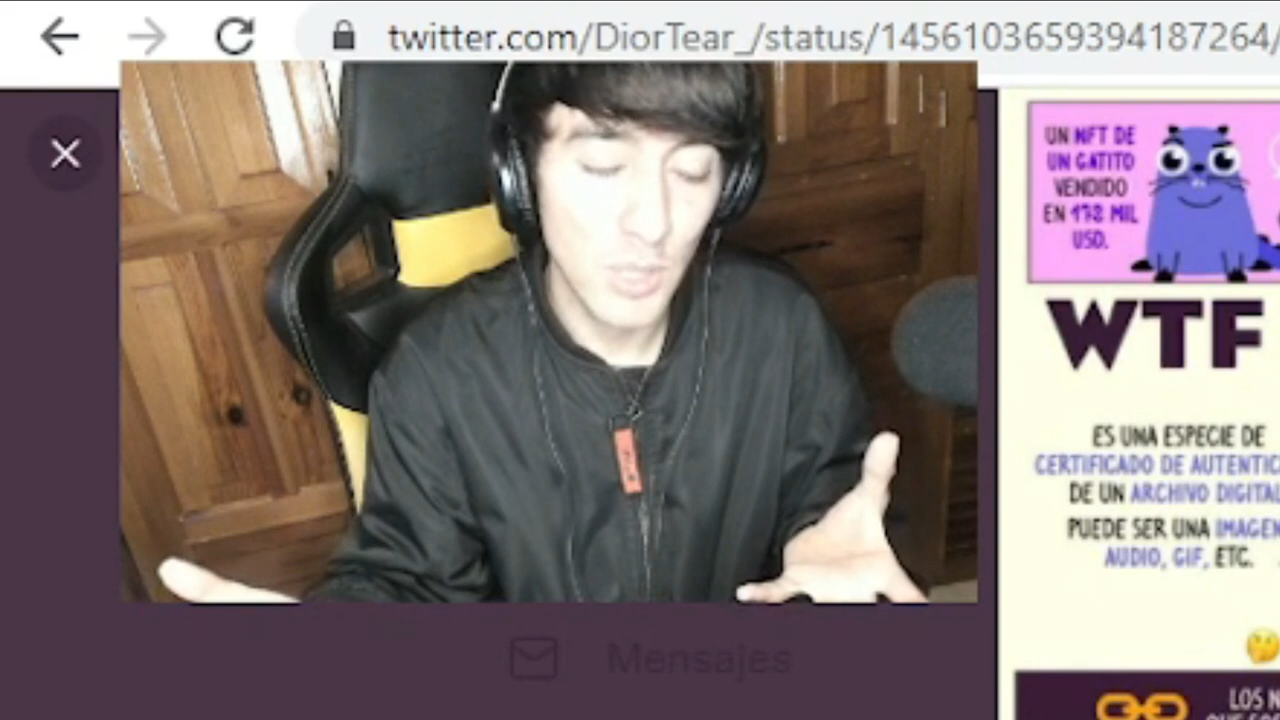 twitter.com/DiorTear_/status/1456103659394187264/
UN NFT DE
UN GATITO
VENDIDO
EN 178 MIL
USD.
WTF
ES UNA ESPECIE DE
CERTIFICADO DE AUTENTIC
DE UN ARCHIVO DIGITAL
PUEDE SER UNA IMAGEN
AUDIO, GIF, ETC.
Mensajes
LOS N